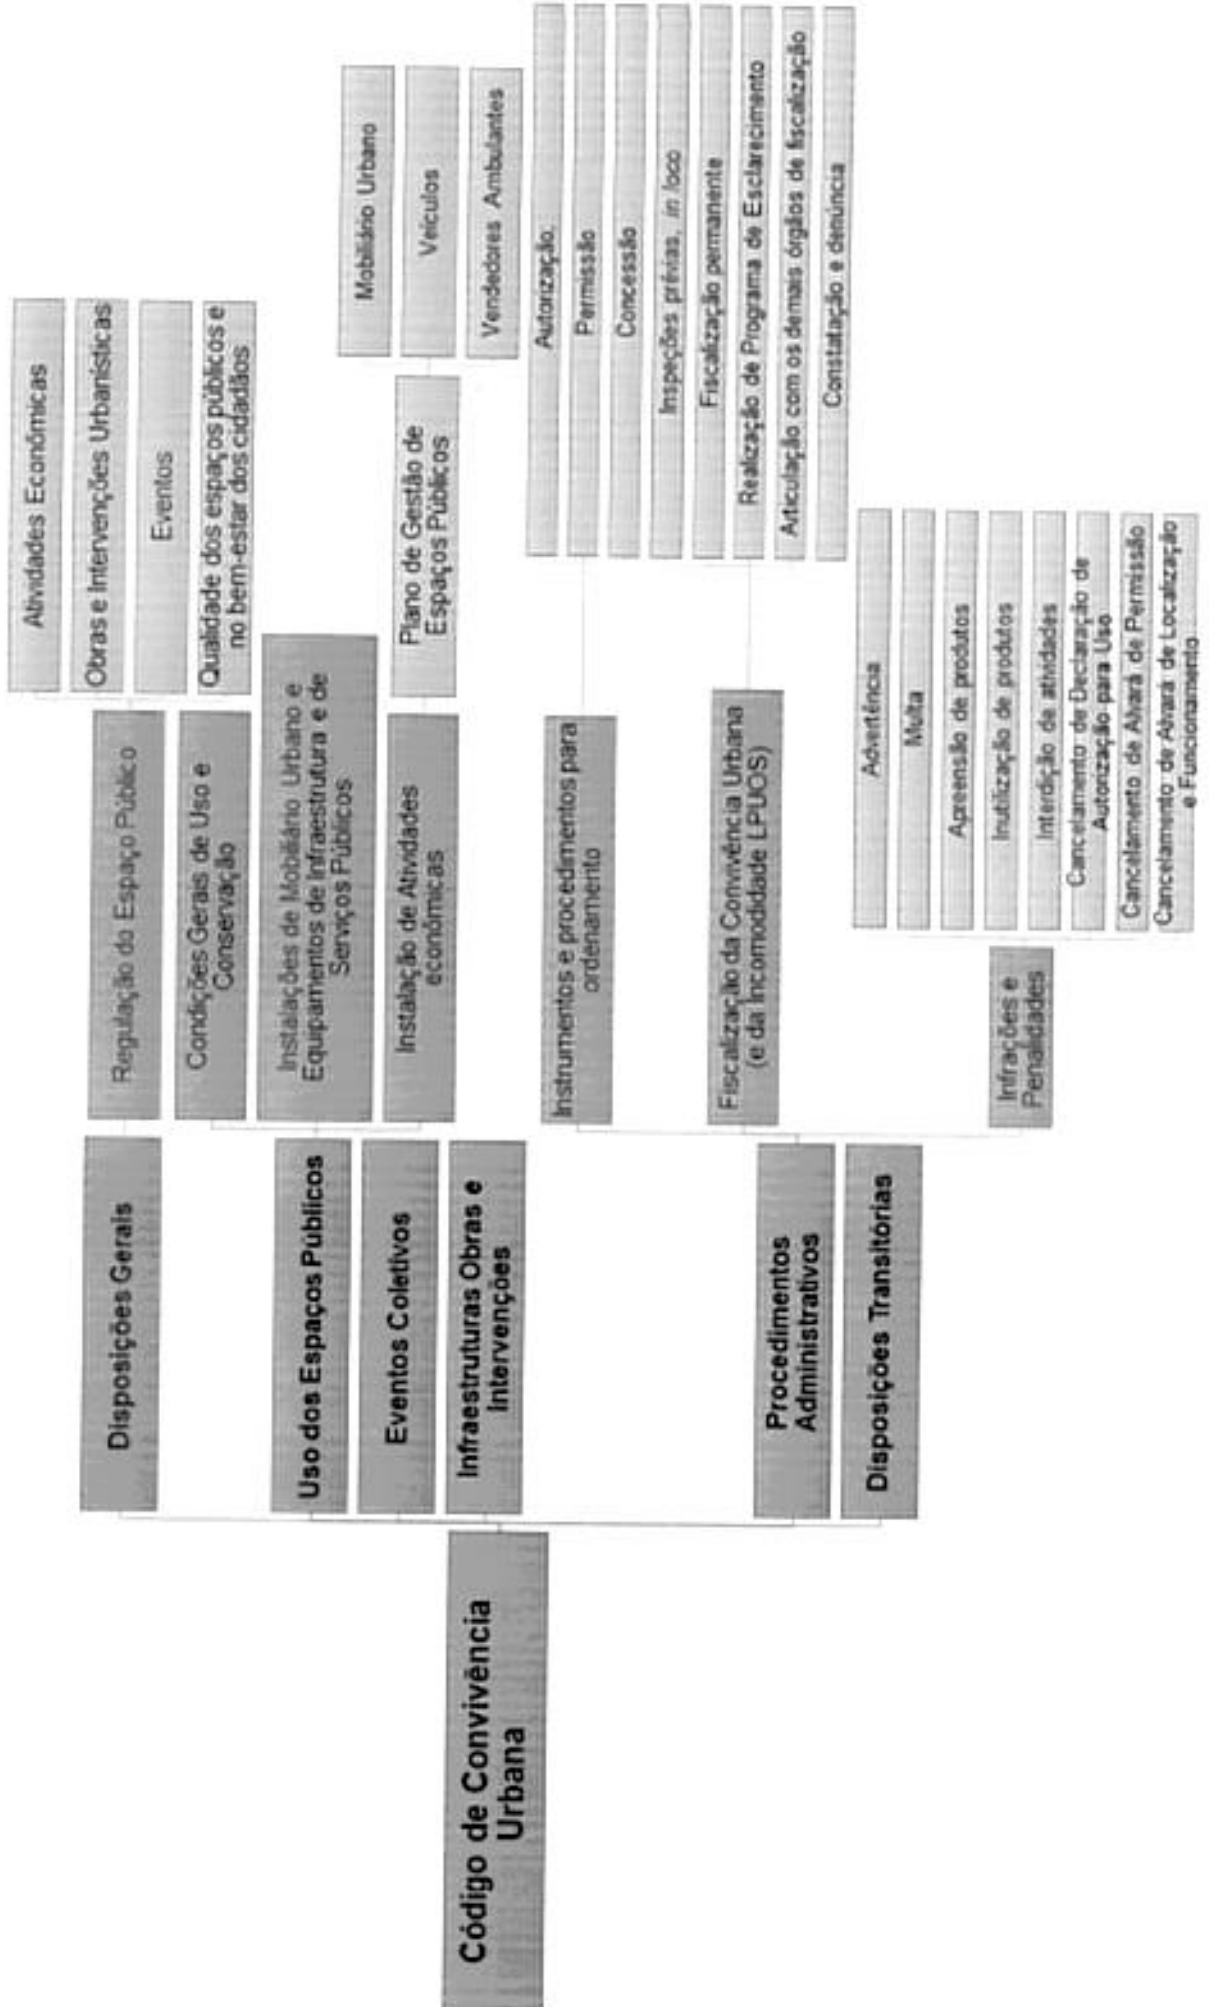 Código de Convivência
Urbana
Disposições Gerais
Regulação do Espaço Público
Atividades Econômicas
Obras e Intervenções Urbanísticas
Eventos
Qualidade dos espaços públicos e
no bem-estar dos cidadãos
Uso dos Espaços Públicos
Condições Gerais de Uso e
Conservação
Instalações de Mobiliário Urbano e
Equipamentos de Infraestrutura e de
Serviços Públicos
Instalação de Atividades
econômicas
Plano de Gestão de
Espaços Públicos
Mobiliário Urbano
Veículos
Vendedores Ambulantes
Eventos Coletivos
Infraestruturas Obras e
Intervenções
Procedimentos
Administrativos
Instrumentos e procedimentos para
ordenamento
Autorização,
Permissão
Concessão
Fiscalização da Convivência Urbana
(e da Incomodidade LPUOS)
Inspeções prévias, in loco
Fiscalização permanente
Realização de Programa de Esclarecimento
Articulação com os demais órgãos de fiscalização
Constatação e denúncia
Infrações e
Penalidades
Advertência
Multa
Apreensão de produtos
Inutilização de produtos
Interdição de atividades
Cancelamento de Declaração de
Autorização para Uso
Cancelamento de Alvará de Permissão
Cancelamento de Alvará de Localização
e Funcionamento
Disposições Transitórias